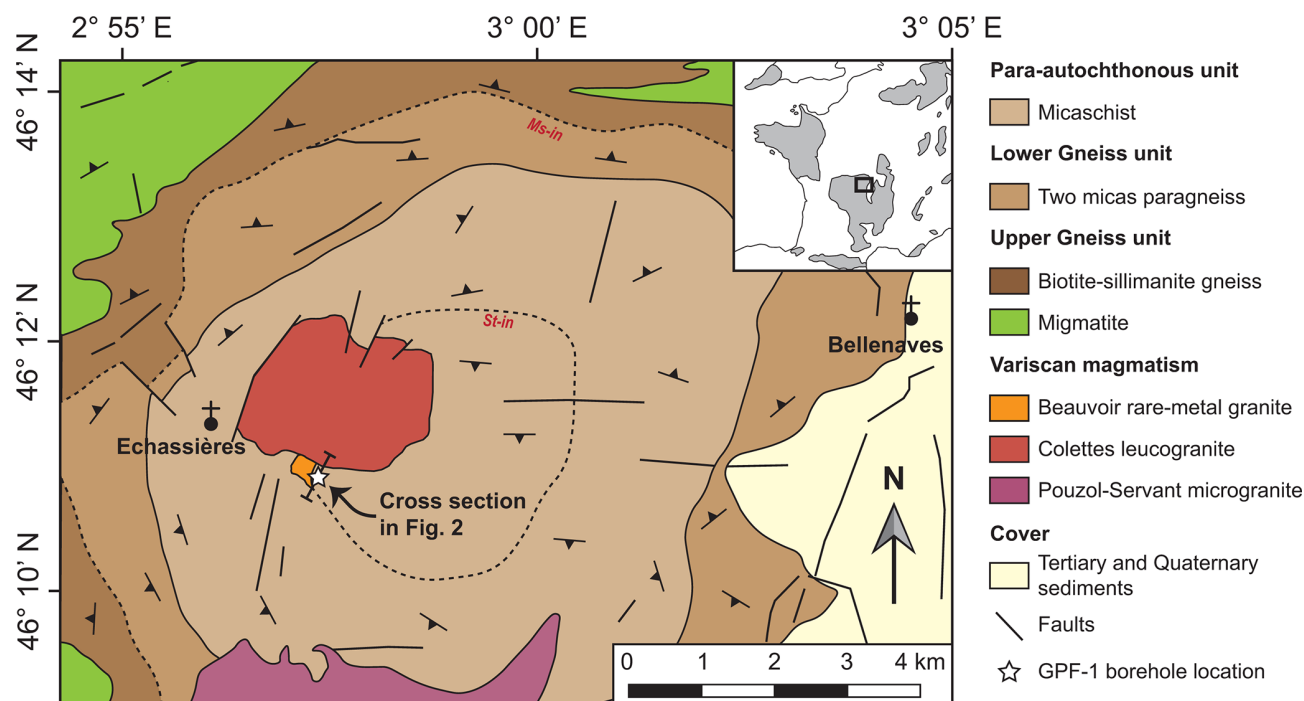 2° 55’ E
3° 00’ E
3° 05’ E
46° 14’ N
46° 12’ N
46° 10’ N
Ms-in
St-in
Bellenaves
Echassières
Cross section
in Fig. 2
N
0 1 2 3 4 km
Para-autochthonous unit
Micaschist
Lower Gneiss unit
Two micas paragneiss
Upper Gneiss unit
Biotite-sillimanite gneiss
Migmatite
Variscan magmatism
Beauvoir rare-metal granite
Colettes leucogranite
Pouzol-Servant microgranite
Cover
Tertiary and Quaternary
sediments
Faults
GPF-1 borehole location